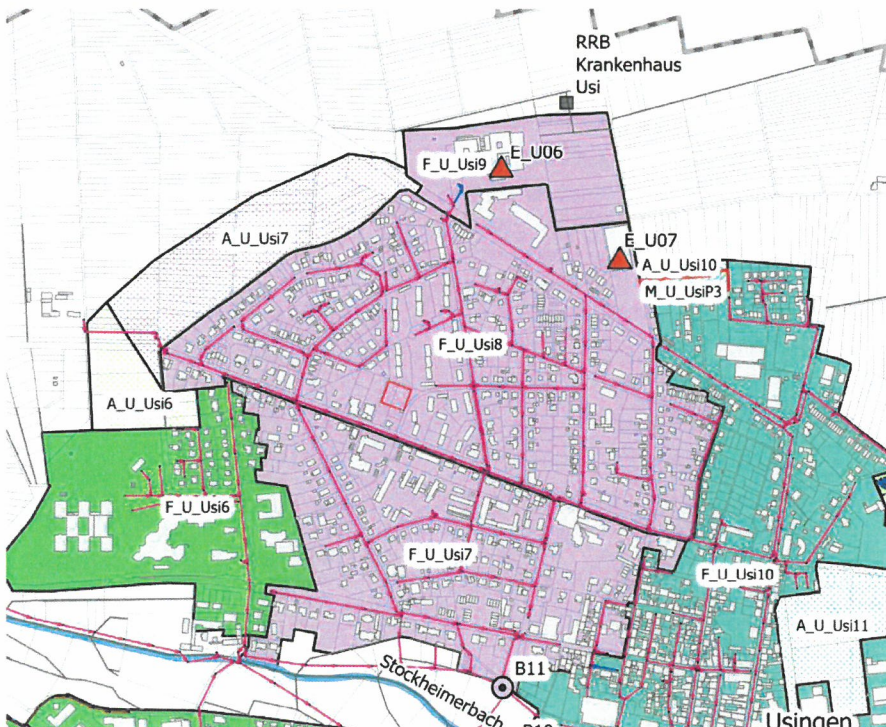 RRB
Krankenhaus
Usi
F_U_Usi9
E_U06
A_U_Usi7
E_U07
A_U_Usi10
M_U_UsiP3
F_U_Usi8
A_U_Usi6
F_U_Usi6
F_U_Usi7
F_U_Usi10
A_U_Usi11
Stockheimerbach
B11
Usingen